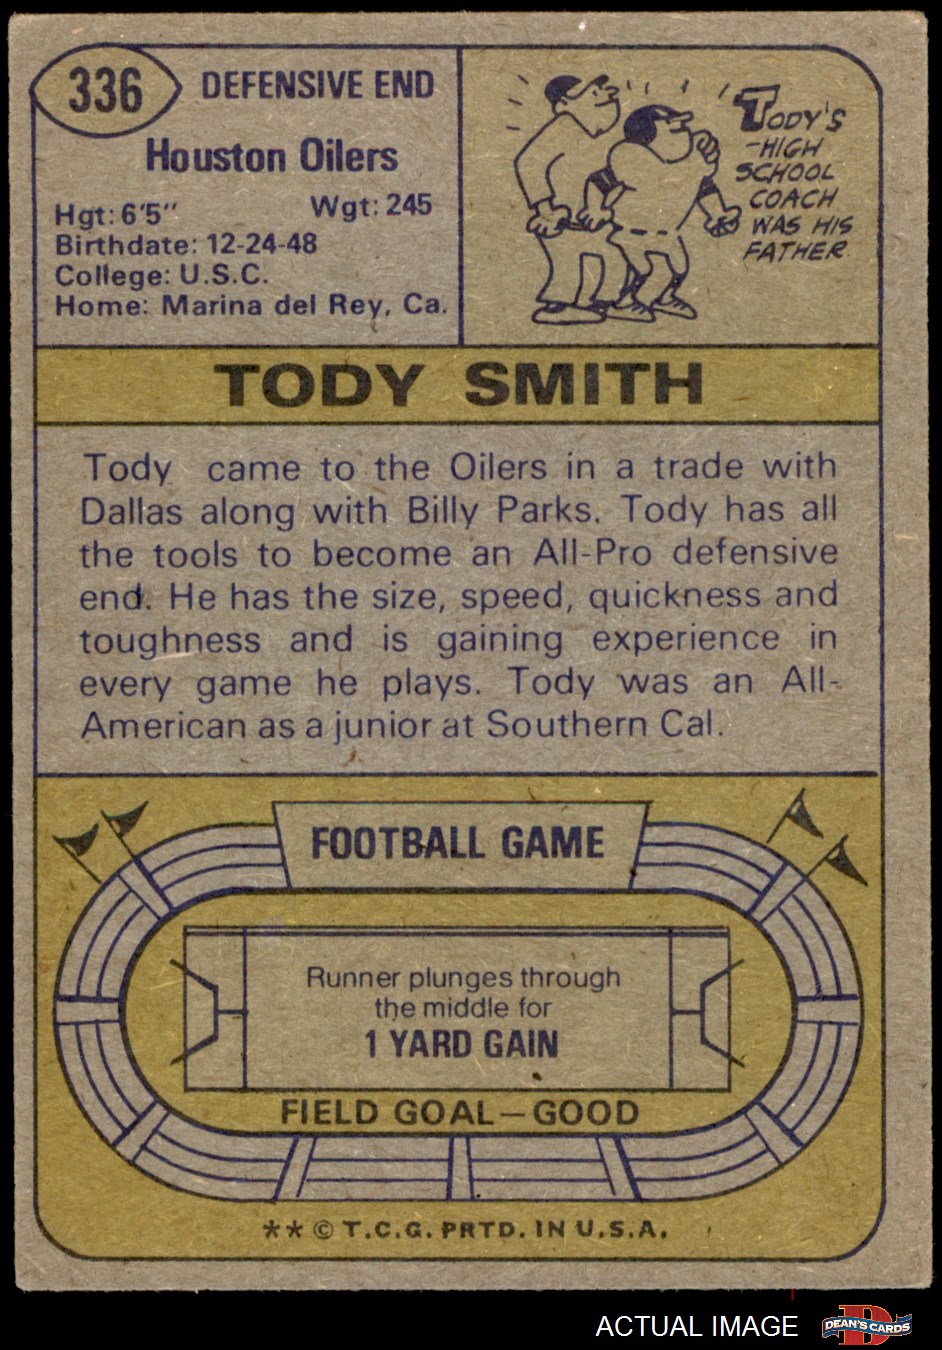 336
DEFENSIVE END
Houston Oilers
Hgt: 6'5" Wgt: 245
Birthdate: 12-24-48
College: U.S.C.
Home: Marina del Rey, Ca.
TODY'S
HIGH
SCHOOL
COACH
WAS HIS
FATHER
TODY SMITH
Tody came to the Oilers in a trade with
Dallas along with Billy Parks. Tody has all
the tools to become an All-Pro defensive
end. He has the size, speed, quickness and
toughness and is gaining experience in
every game he plays. Tody was an All-
American as a junior at Southern Cal.
FOOTBALL GAME
Runner plunges through
the middle for
1 YARD GAIN
FIELD GOAL—GOOD
** © T.C.G. PRTD. IN U.S.A.
ACTUAL IMAGE
D
DEAN'S CARDS